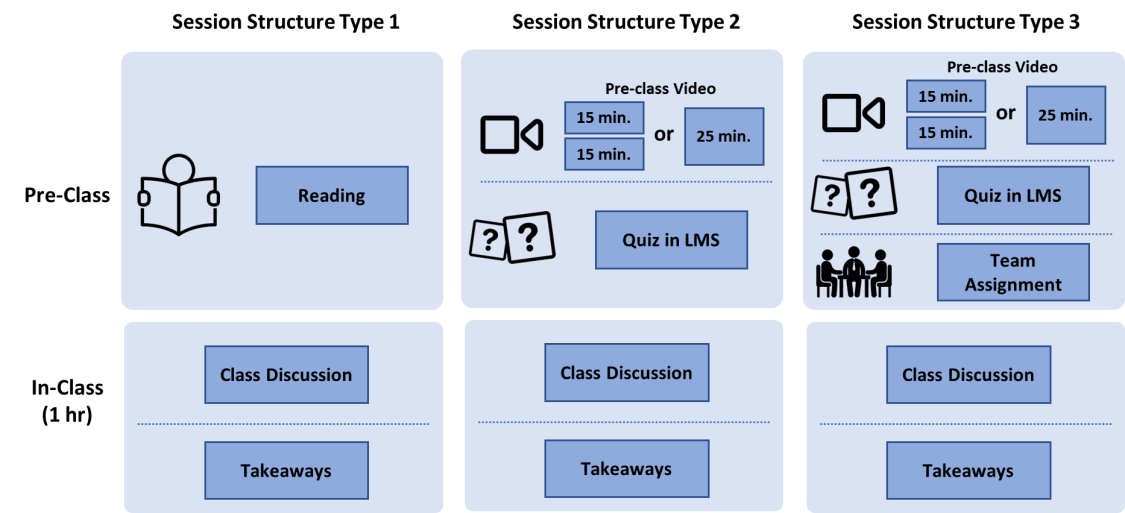 Session Structure Type 1
Session Structure Type 2
Session Structure Type 3
Pre-Class
Reading
Pre-class Video
15 min.
15 min.
or
25 min.
? ?
Quiz in LMS
Pre-class Video
15 min.
15 min.
or
25 min.
? ?
Quiz in LMS
Team
Assignment
In-Class
(1 hr)
Class Discussion
Takeaways
Class Discussion
Takeaways
Class Discussion
Takeaways